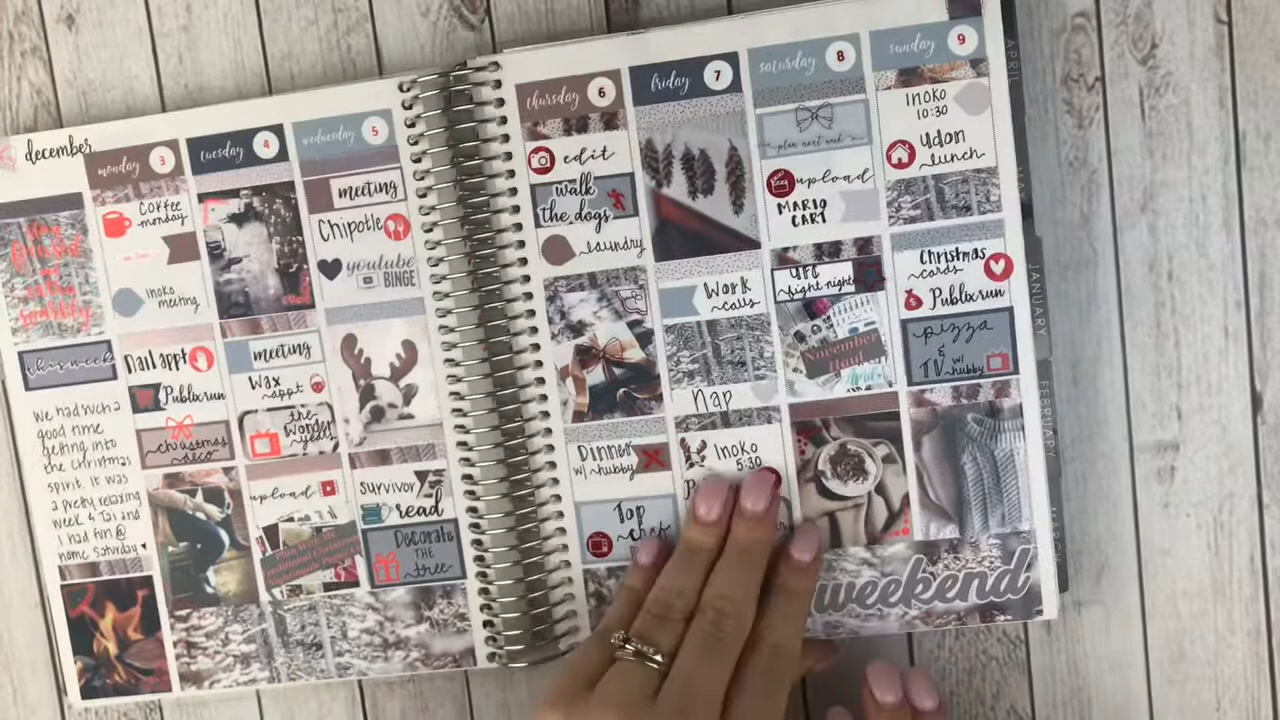 december
stay
this week
We had such a
good time
getting into
the christmas
spirit. It was
a pretty relaxing
week & Tai and
I had fun @
home Saturday
monday 3
COFFEE
monday
Inoko
meeting
Nail appt
Publix run
christmas
deco
tuesday 4
meeting
wax
appt
the
wonder
years
upload
Plan With Me
wednesday 5
meeting
Chipotle
youtube
BINGE
SURVIVOR
read
Decorate
THE
tree
thursday 6
edit
walk
the dogs
laundry
Dinner
w/ hubby
Top
chef
friday 7
Work
calls
Nap
Inoko
5:30
saturday 8
plan next week
upload
MARIO
CART
UFC
fight night
November
Haul
sunday 9
Inoko
10:30
Udon
lunch
Christmas
cards
Publix run
pizza
&
TV w/
hubby
weekend
APRIL
JANUARY
FEBRUARY
MARCH